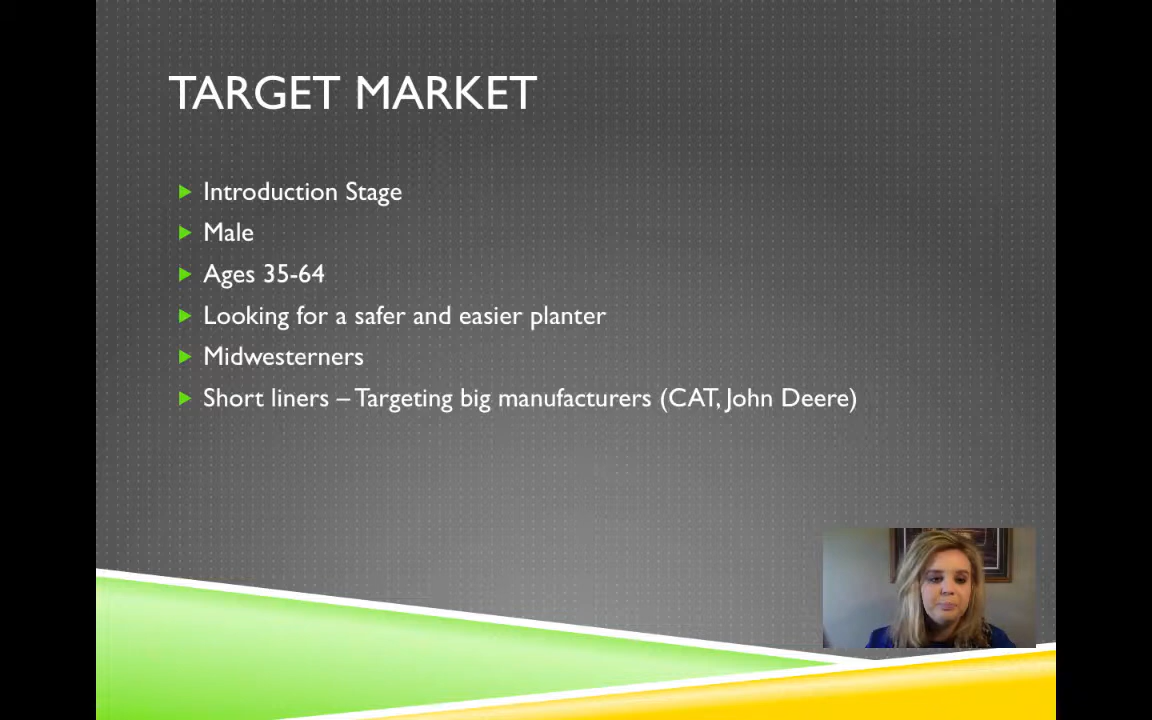 TARGET MARKET
Introduction Stage
Male
Ages 35-64
Looking for a safer and easier planter
Midwesterners
Short liners – Targeting big manufacturers (CAT, John Deere)